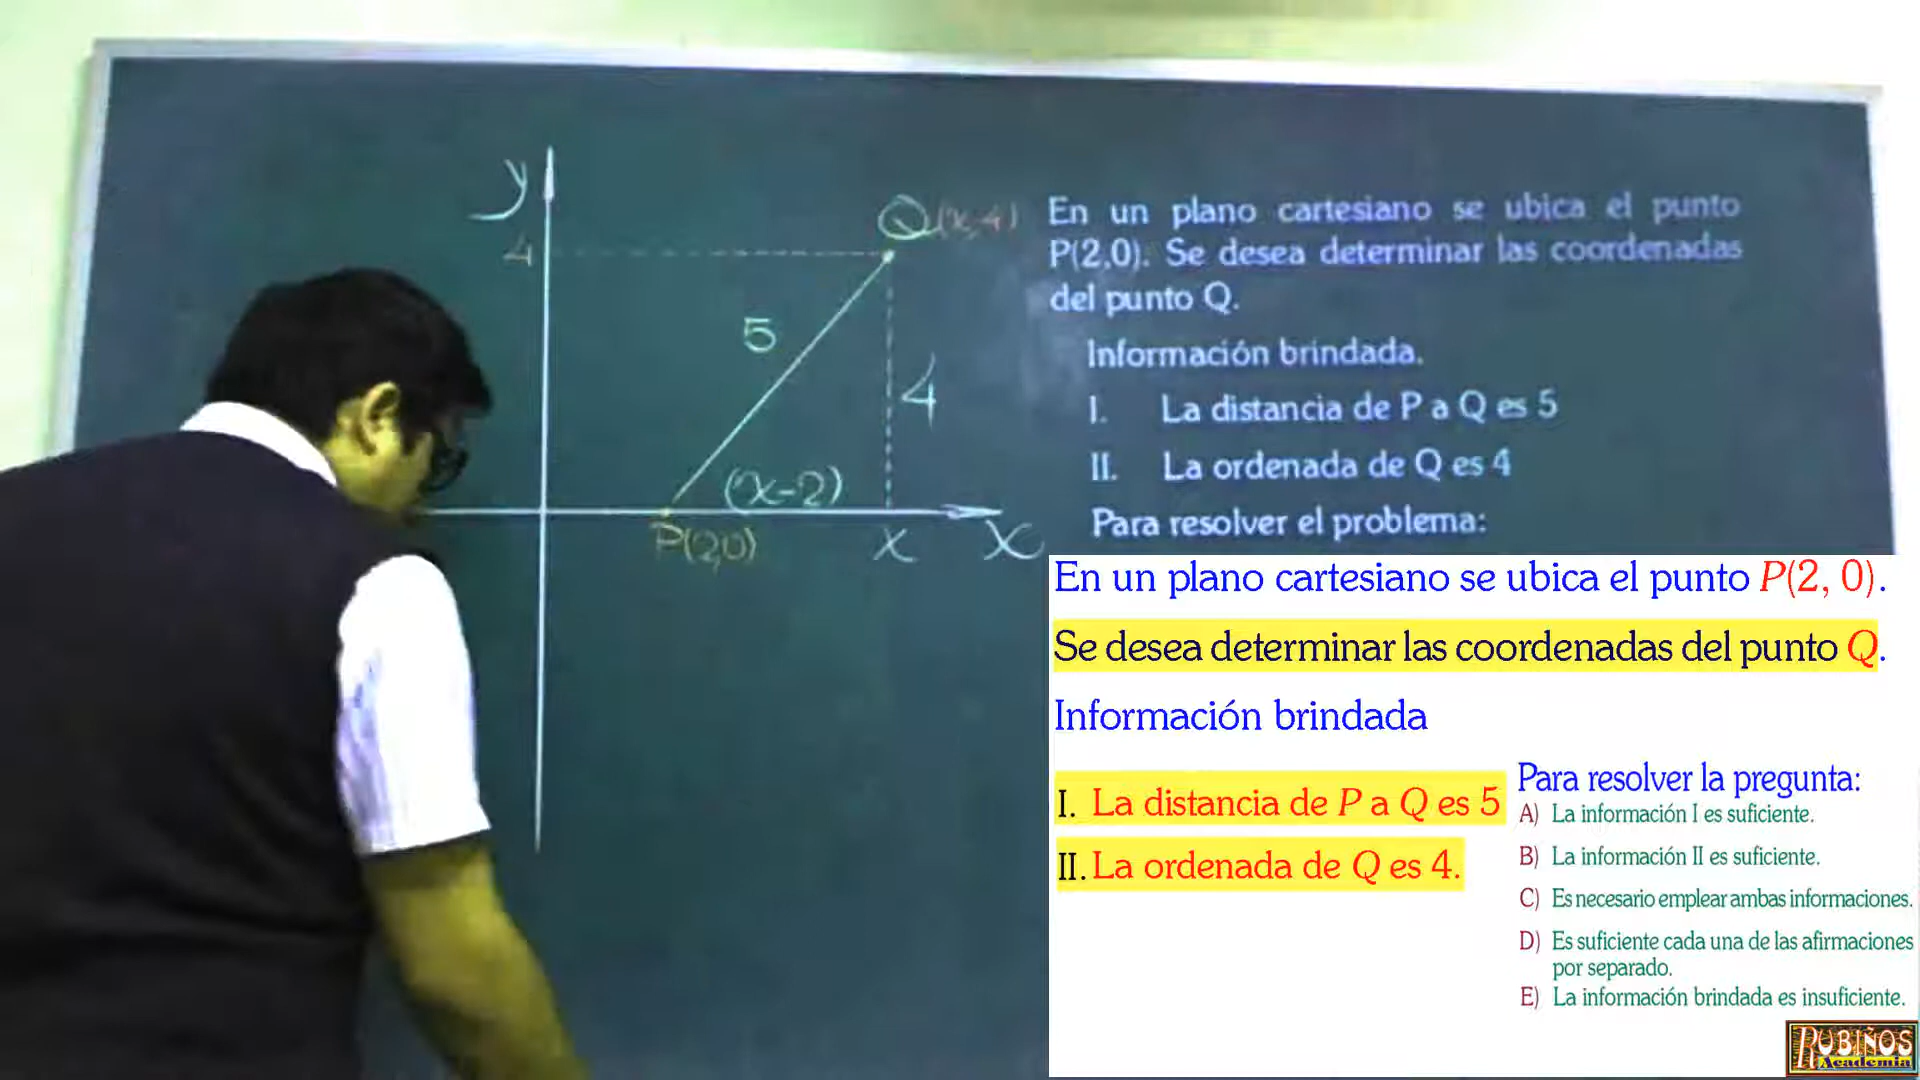 y
4
Q(x,4)
5
4
(x-2)
P(2,0)
x
X
En un plano cartesiano se ubica el punto
P(2,0). Se desea determinar las coordenadas
del punto Q.
Información brindada.
I. La distancia de P a Q es 5
II. La ordenada de Q es 4
Para resolver el problema:
En un plano cartesiano se ubica el punto P(2, 0).
Se desea determinar las coordenadas del punto Q.
Información brindada
I. La distancia de P a Q es 5
II. La ordenada de Q es 4.
Para resolver la pregunta:
A) La información I es suficiente.
B) La información II es suficiente.
C) Es necesario emplear ambas informaciones.
D) Es suficiente cada una de las afirmaciones
por separado.
E) La información brindada es insuficiente.
RUBIÑOS
Academia